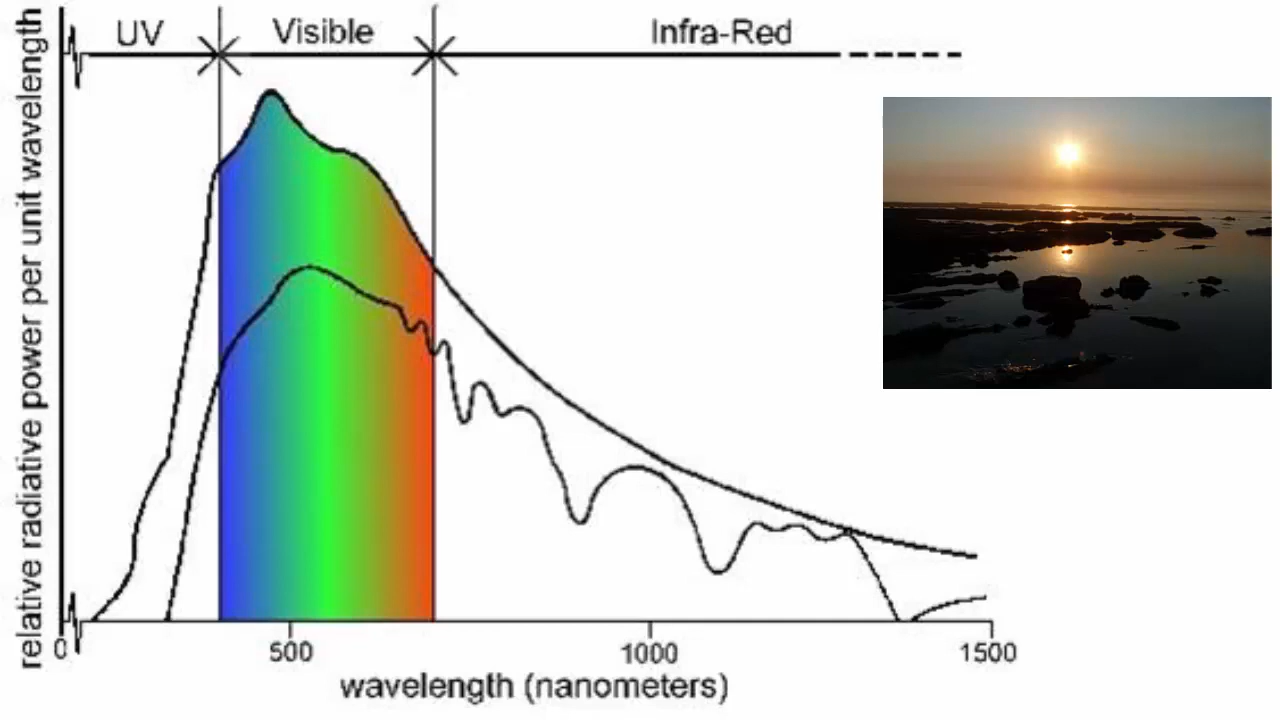 UV
Visible
Infra-Red
relative radiative power per unit wavelength
0
500
1000
1500
wavelength (nanometers)